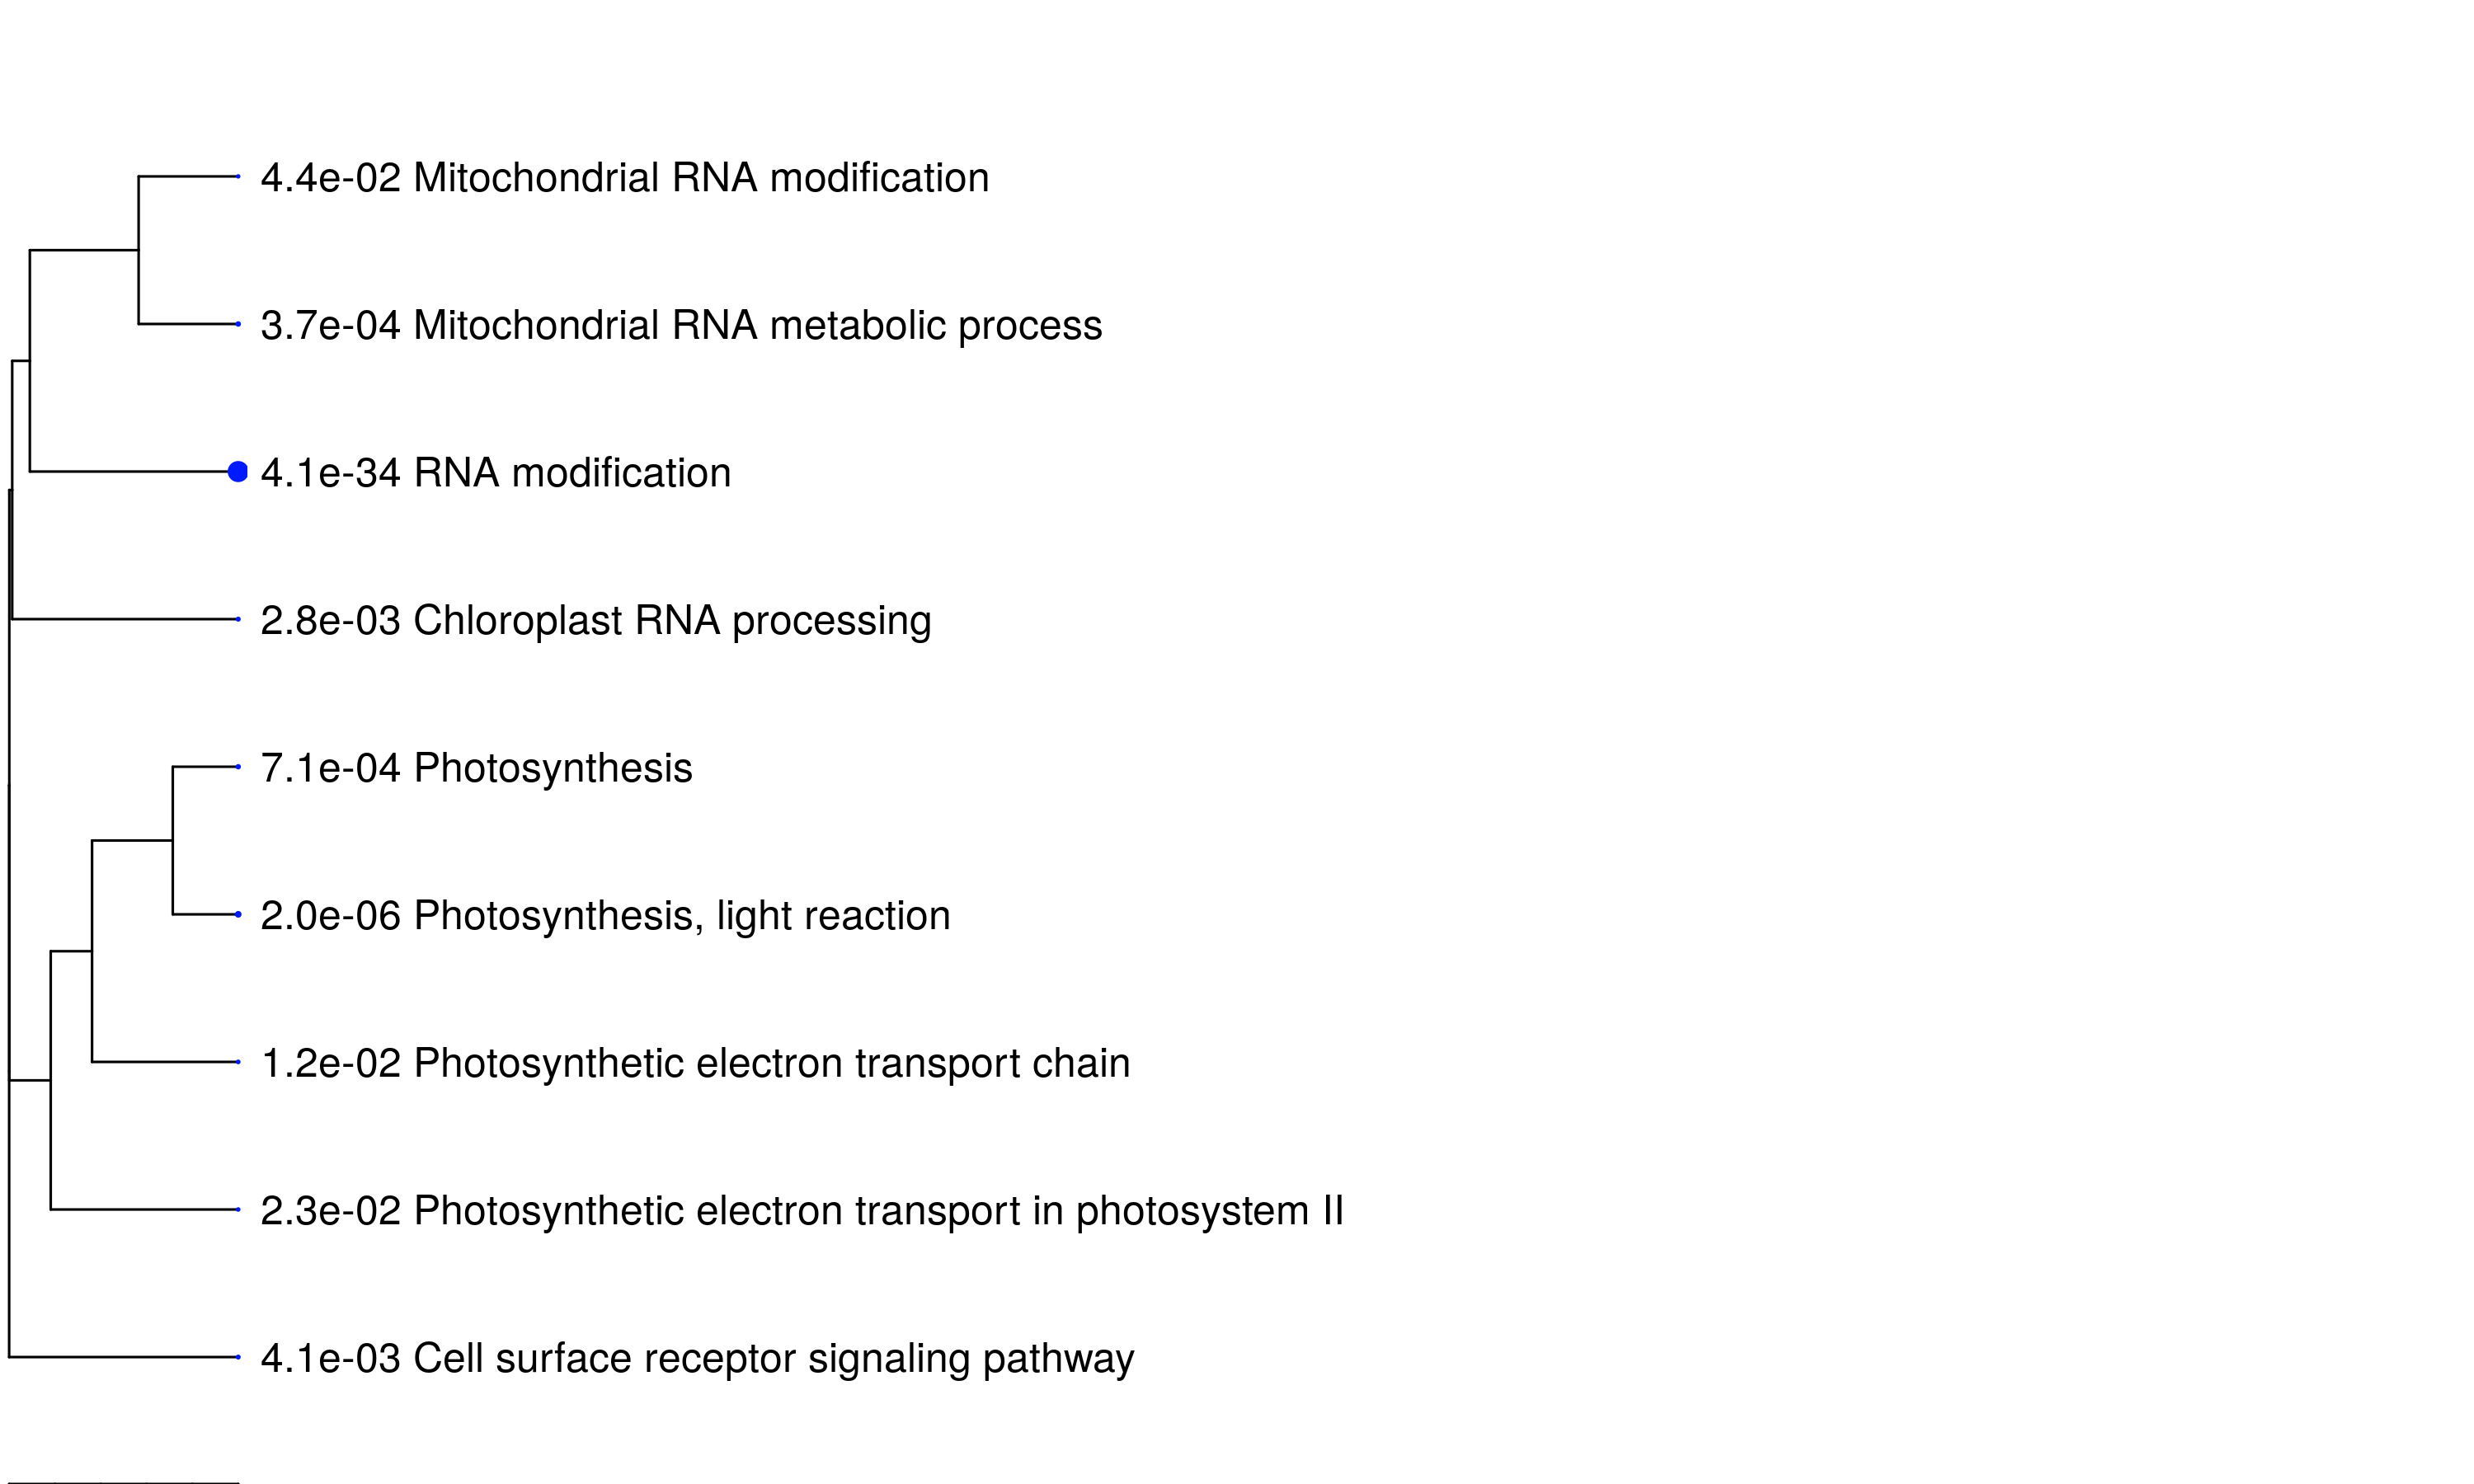 4.4e-02 Mitochondrial RNA modification
3.7e-04 Mitochondrial RNA metabolic process
4.1e-34 RNA modification
2.8e-03 Chloroplast RNA processing
7.1e-04 Photosynthesis
2.0e-06 Photosynthesis, light reaction
1.2e-02 Photosynthetic electron transport chain
2.3e-02 Photosynthetic electron transport in photosystem II
4.1e-03 Cell surface receptor signaling pathway